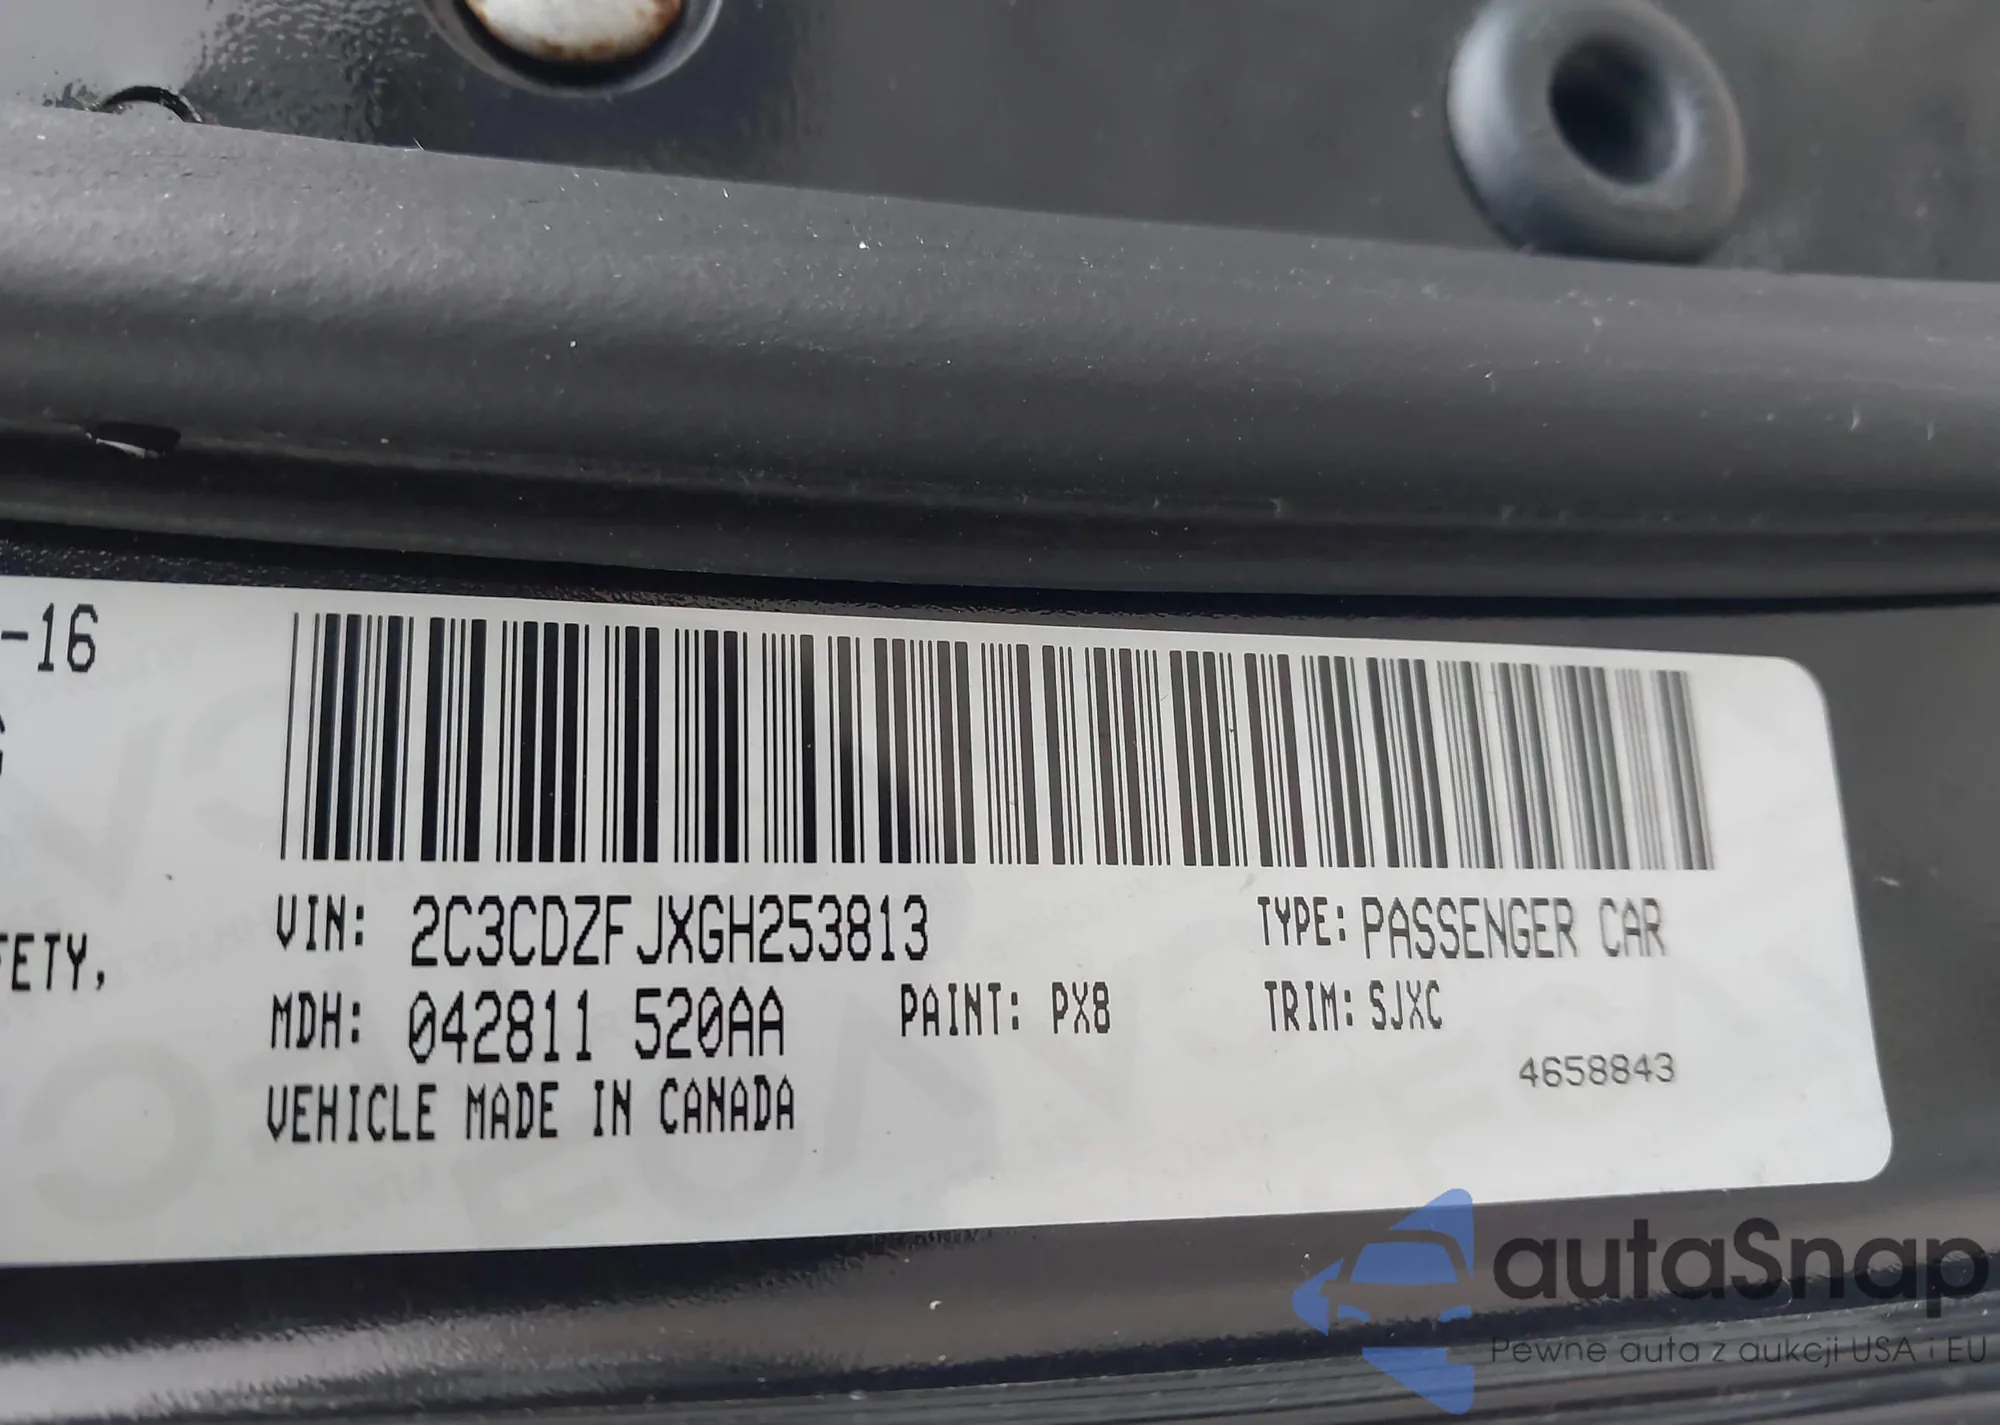 -16
FETY,
VIN: 2C3CDZFJXGH253813
TYPE: PASSENGER CAR
MDH: 042811 520AA
PAINT: PX8
TRIM: SJXC
VEHICLE MADE IN CANADA
4658843
autaSnap
Pewne auta z aukcji USA i EU